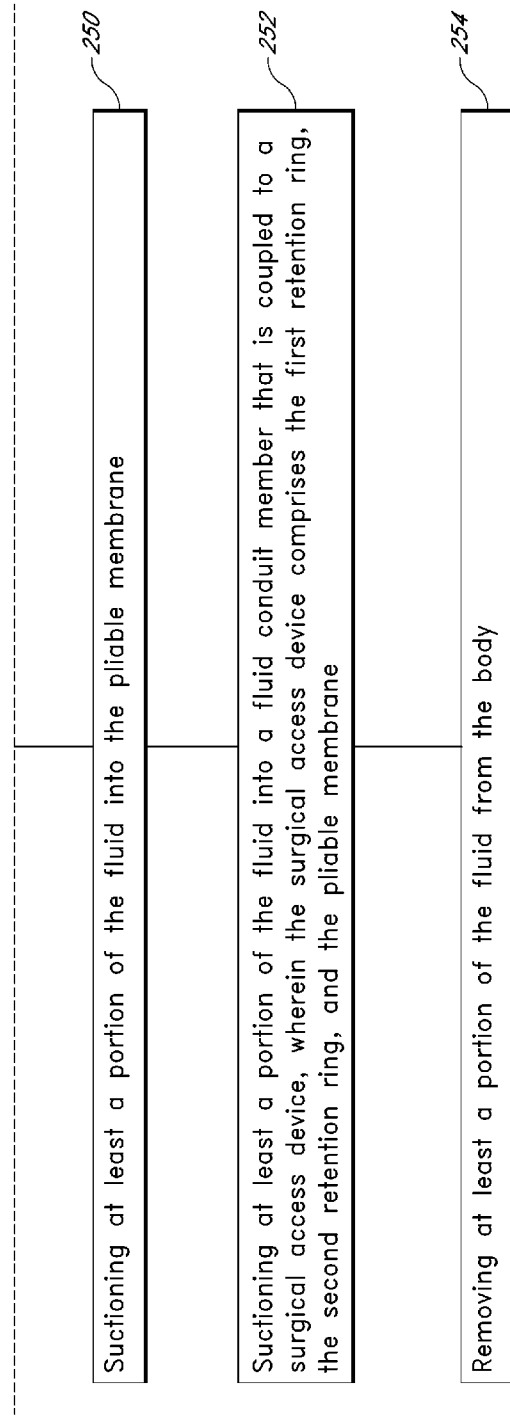 250
Suctioning at least a portion of the fluid into the pliable membrane
252
Suctioning at least a portion of the fluid into a fluid conduit member that is coupled to a
surgical access device, wherein the surgical access device comprises the first retention ring,
the second retention ring, and the pliable membrane
254
Removing at least a portion of the fluid from the body